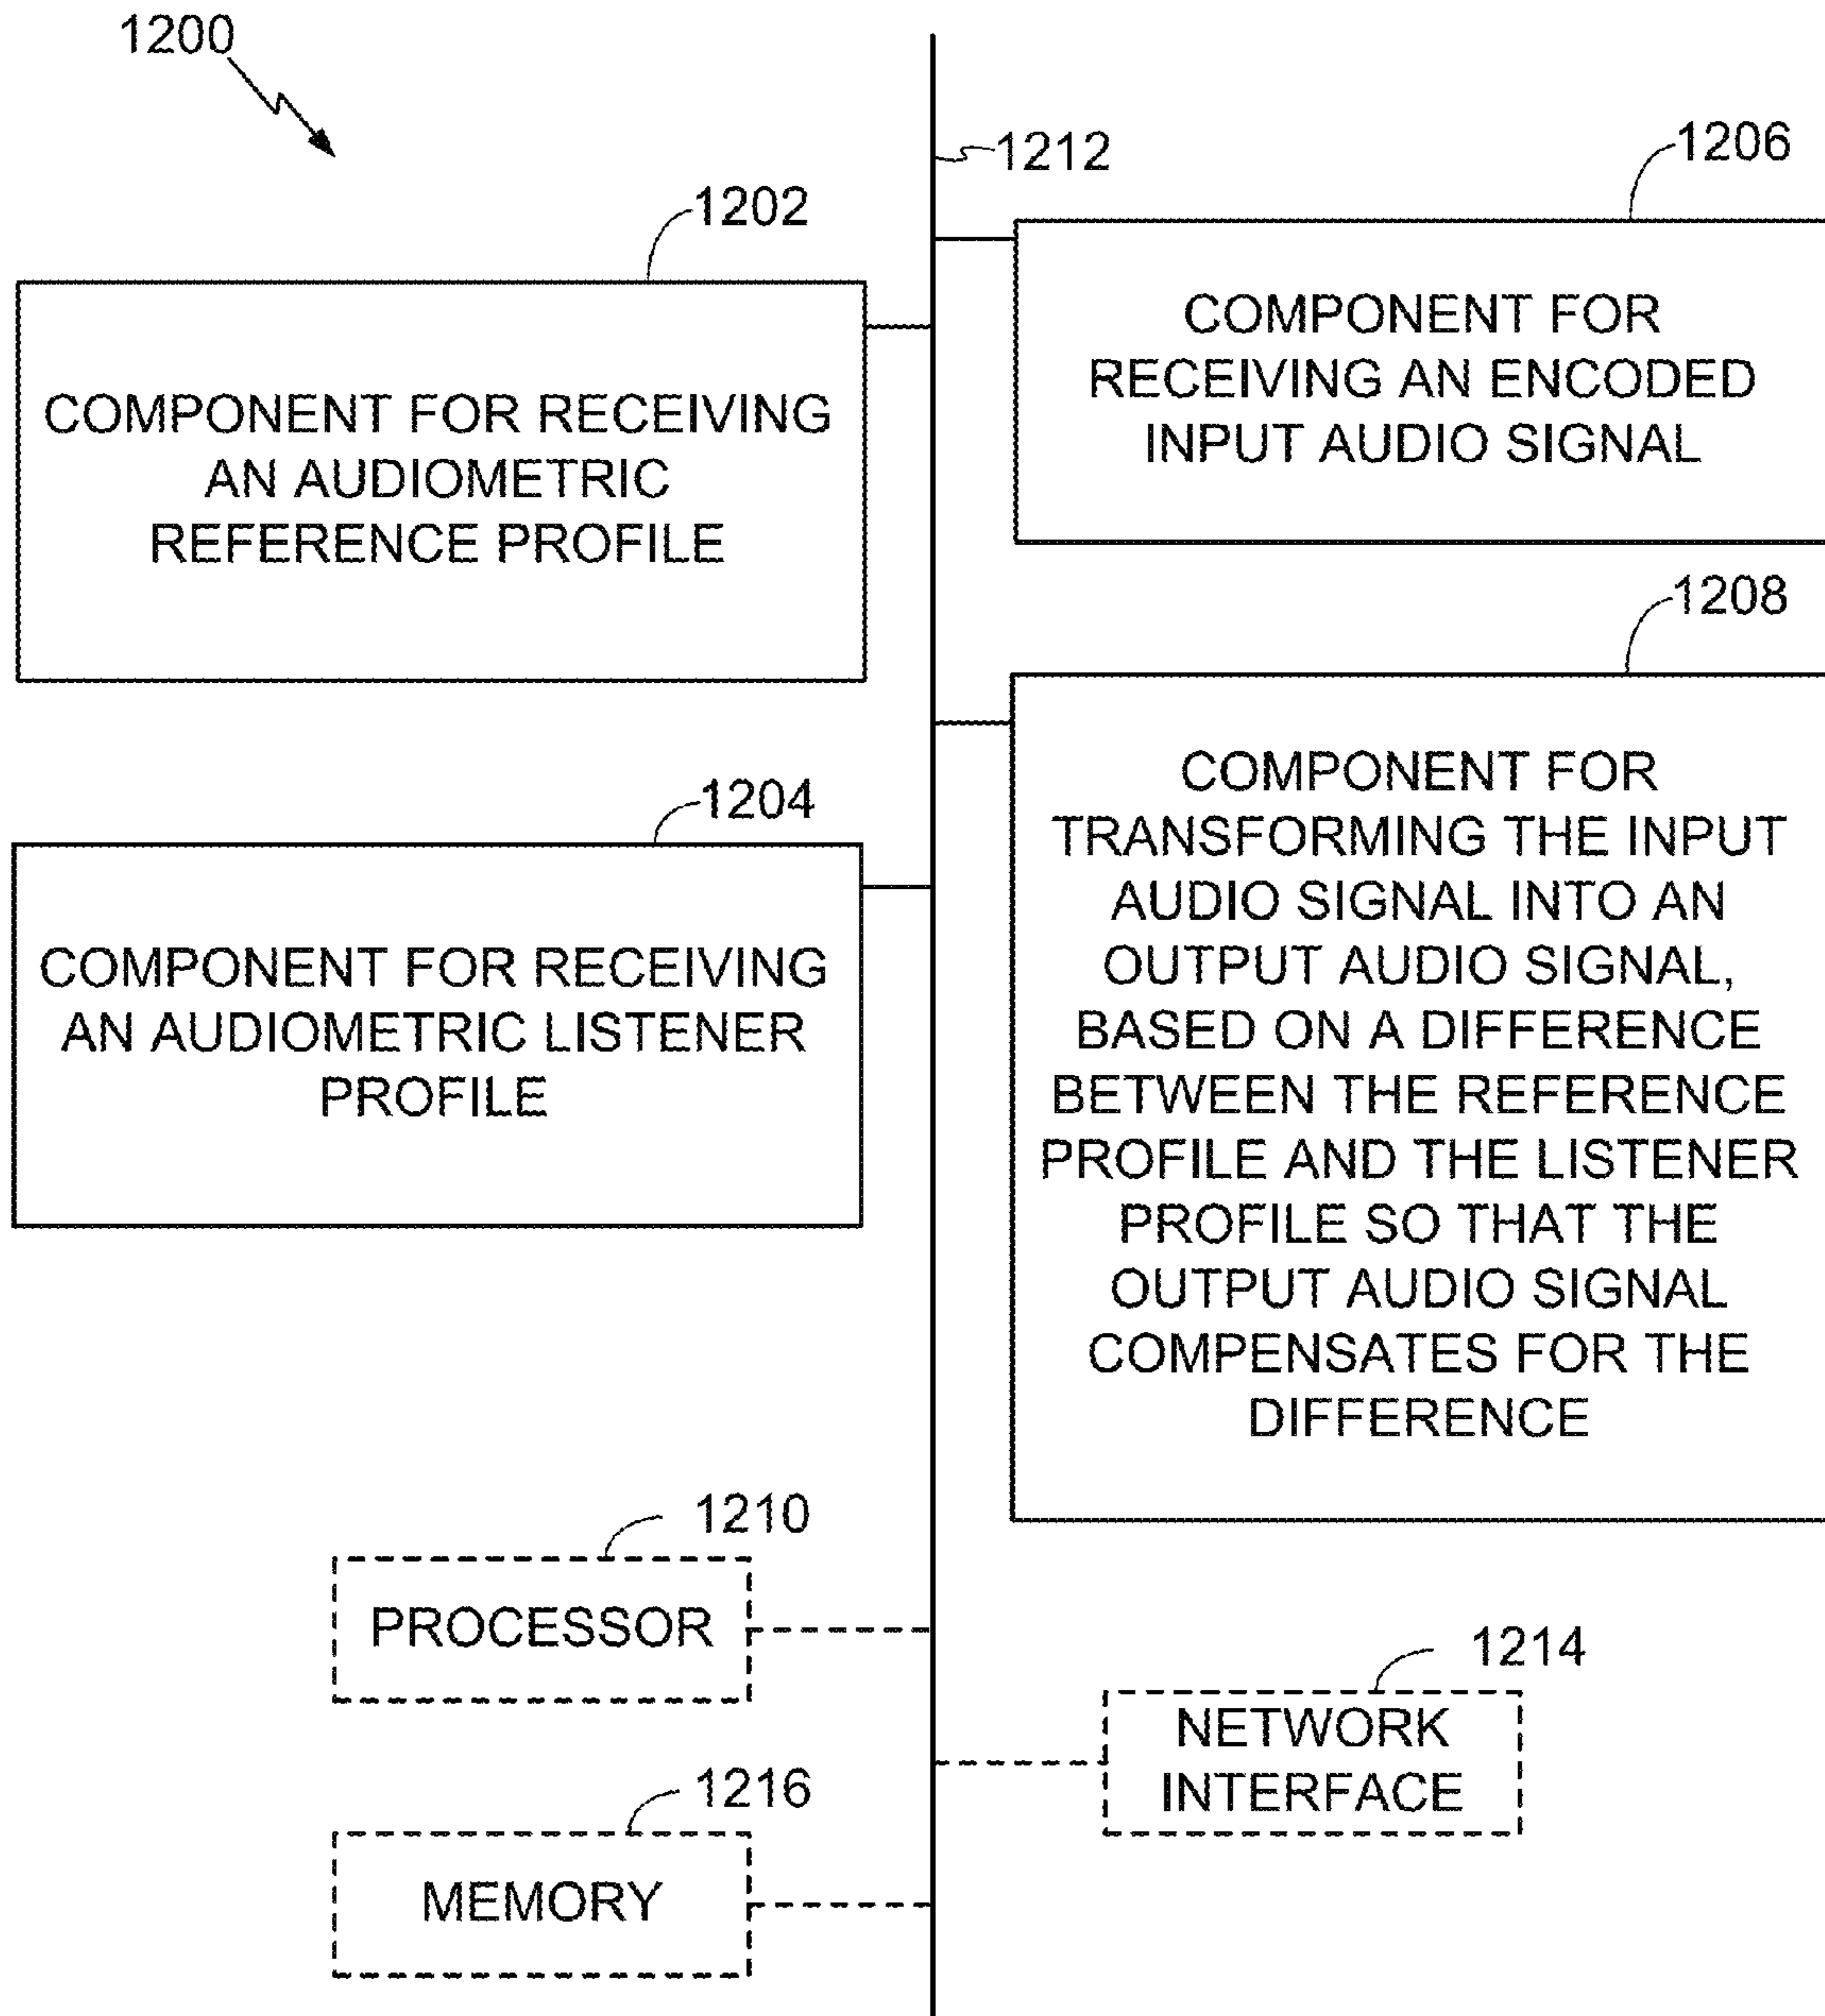 1200
1212
1206
1202
COMPONENT FOR RECEIVING
AN AUDIOMETRIC
REFERENCE PROFILE
COMPONENT FOR
RECEIVING AN ENCODED
INPUT AUDIO SIGNAL
1208
1204
COMPONENT FOR RECEIVING
AN AUDIOMETRIC LISTENER
PROFILE
COMPONENT FOR
TRANSFORMING THE INPUT
AUDIO SIGNAL INTO AN
OUTPUT AUDIO SIGNAL,
BASED ON A DIFFERENCE
BETWEEN THE REFERENCE
PROFILE AND THE LISTENER
PROFILE SO THAT THE
OUTPUT AUDIO SIGNAL
COMPENSATES FOR THE
DIFFERENCE
1210
PROCESSOR
1214
NETWORK
INTERFACE
1216
MEMORY